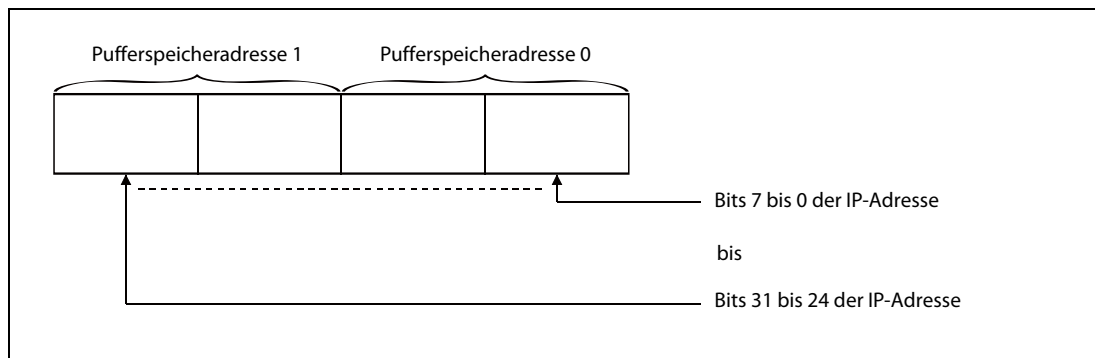 Pufferspeicheradresse 1
Pufferspeicheradresse 0
Bits 7 bis 0 der IP-Adresse
bis
Bits 31 bis 24 der IP-Adresse